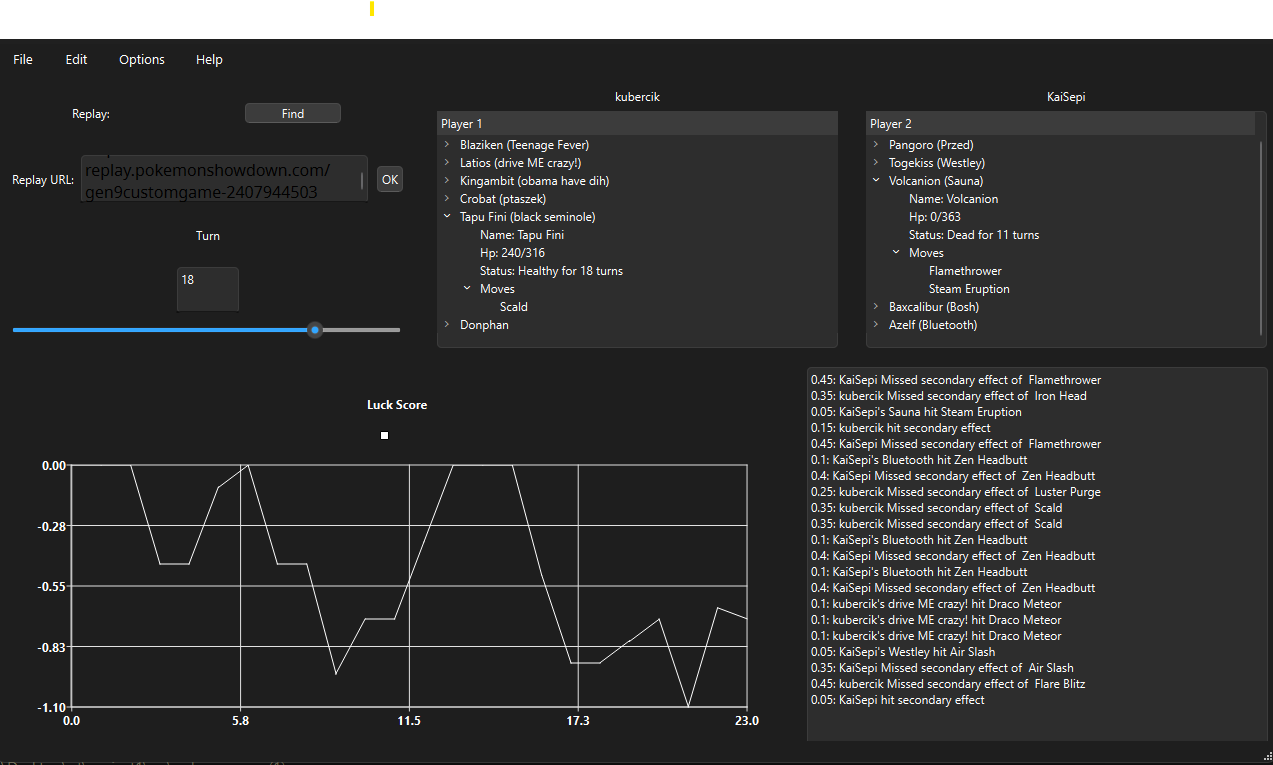 File Edit Options Help
Replay: Find
Replay URL: replay.pokemonshowdown.com/
gen9customgame-2407944503
OK
Turn
18
kubercik
Player 1
Blaziken (Teenage Fever)
Latios (drive ME crazy!)
Kingambit (obama have dih)
Crobat (ptaszek)
Tapu Fini (black seminole)
Name: Tapu Fini
Hp: 240/316
Status: Healthy for 18 turns
Moves
Scald
Donphan
KaiSepi
Player 2
Pangoro (Przed)
Togekiss (Westley)
Volcanion (Sauna)
Name: Volcanion
Hp: 0/363
Status: Dead for 11 turns
Moves
Flamethrower
Steam Eruption
Baxcalibur (Bosh)
Azelf (Bluetooth)
Luck Score
0.00
-0.28
-0.55
-0.83
-1.10
0.0 5.8 11.5 17.3 23.0
0.45: KaiSepi Missed secondary effect of Flamethrower
0.35: kubercik Missed secondary effect of Iron Head
0.05: KaiSepi's Sauna hit Steam Eruption
0.15: kubercik hit secondary effect
0.45: KaiSepi Missed secondary effect of Flamethrower
0.1: KaiSepi's Bluetooth hit Zen Headbutt
0.4: KaiSepi Missed secondary effect of Zen Headbutt
0.25: kubercik Missed secondary effect of Luster Purge
0.35: kubercik Missed secondary effect of Scald
0.35: kubercik Missed secondary effect of Scald
0.1: KaiSepi's Bluetooth hit Zen Headbutt
0.4: KaiSepi Missed secondary effect of Zen Headbutt
0.1: KaiSepi's Bluetooth hit Zen Headbutt
0.4: KaiSepi Missed secondary effect of Zen Headbutt
0.1: kubercik's drive ME crazy! hit Draco Meteor
0.1: kubercik's drive ME crazy! hit Draco Meteor
0.1: kubercik's drive ME crazy! hit Draco Meteor
0.05: KaiSepi's Westley hit Air Slash
0.35: KaiSepi Missed secondary effect of Air Slash
0.45: kubercik Missed secondary effect of Flare Blitz
0.05: KaiSepi hit secondary effect